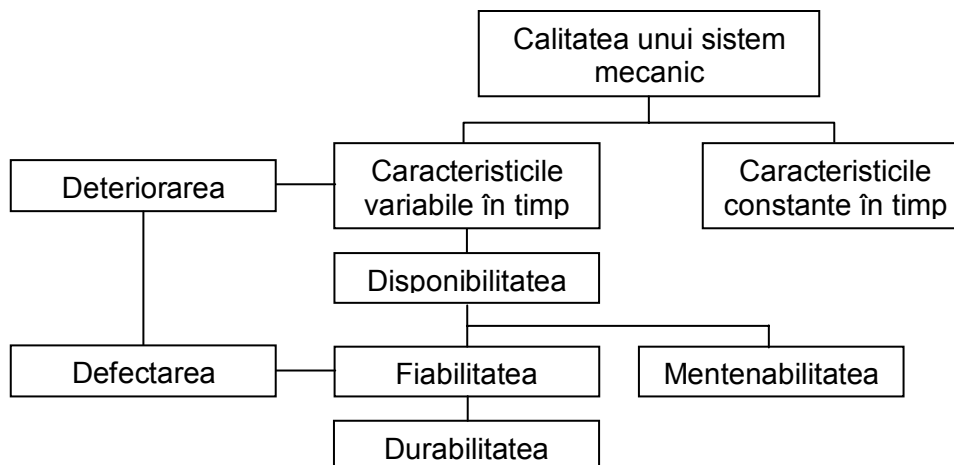 Calitatea unui sistem
mecanic
Deteriorarea
Caracteristicile
variabile în timp
Caracteristicile
constante în timp
Disponibilitatea
Defectarea
Fiabilitatea
Mentenabilitatea
Durabilitatea